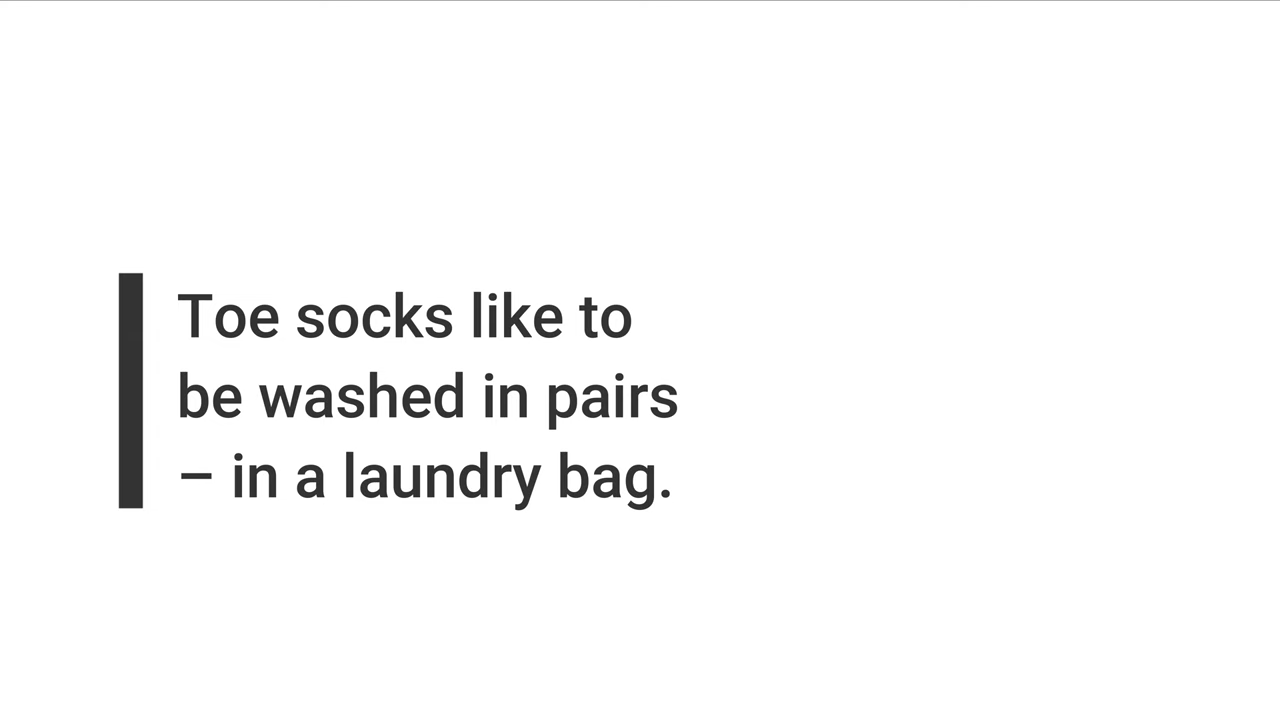 Toe socks like to
be washed in pairs
– in a laundry bag.